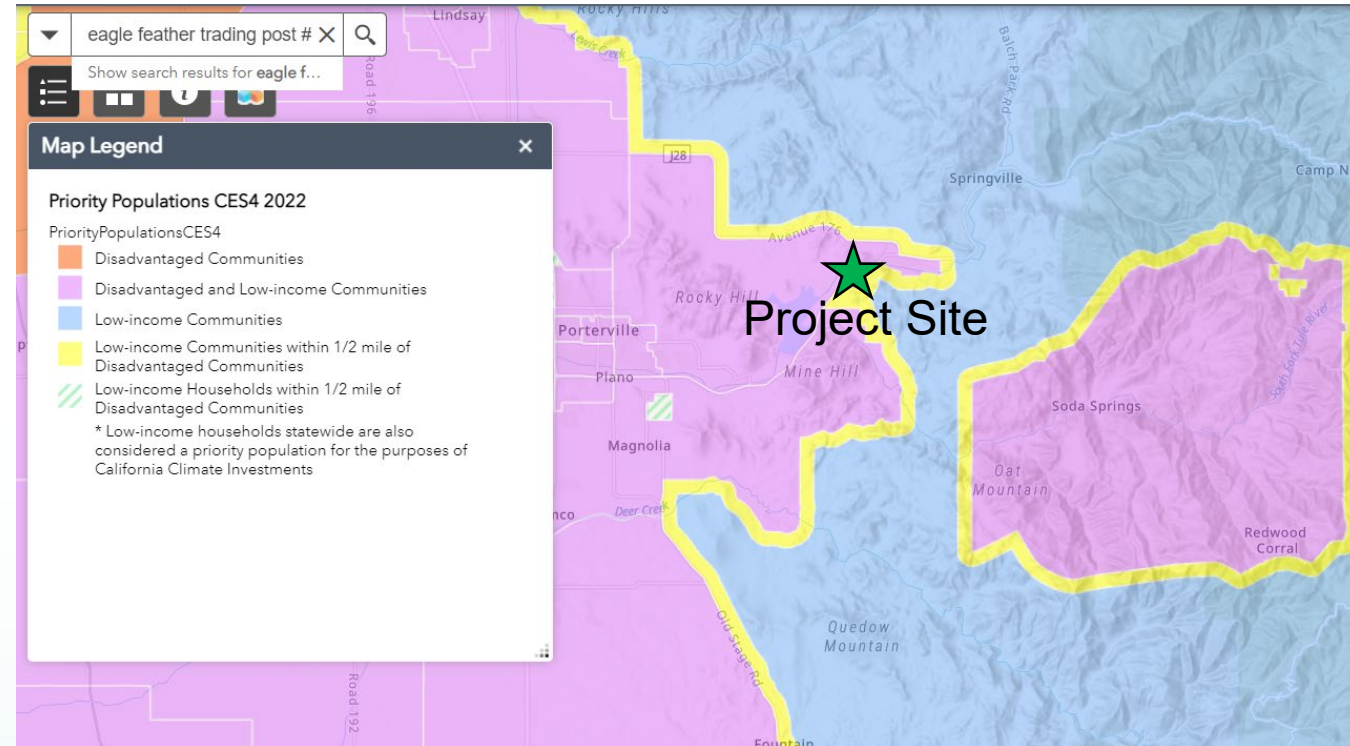 eagle feather trading post #
Show search results for eagle f...
Map Legend
Priority Populations CES4 2022
PriorityPopulationsCES4
Disadvantaged Communities
Disadvantaged and Low-income Communities
Low-income Communities
Low-income Communities within 1/2 mile of
Disadvantaged Communities
Low-income Households within 1/2 mile of
Disadvantaged Communities
* Low-income households statewide are also
considered a priority population for the purposes of
California Climate Investments
Lindsay
Rocky Hills
Lewis Creek
Road 196
Balch Park Rd
J28
Springville
Camp N
Avenue 176
Rocky Hill
Project Site
Porterville
Plano
Mine Hill
Magnolia
Soda Springs
South Fork Tule River
Oat
Mountain
Deer Creek
nco
Redwood
Corral
Quedow
Mountain
Old Stage Rd
Road 192
Fountain